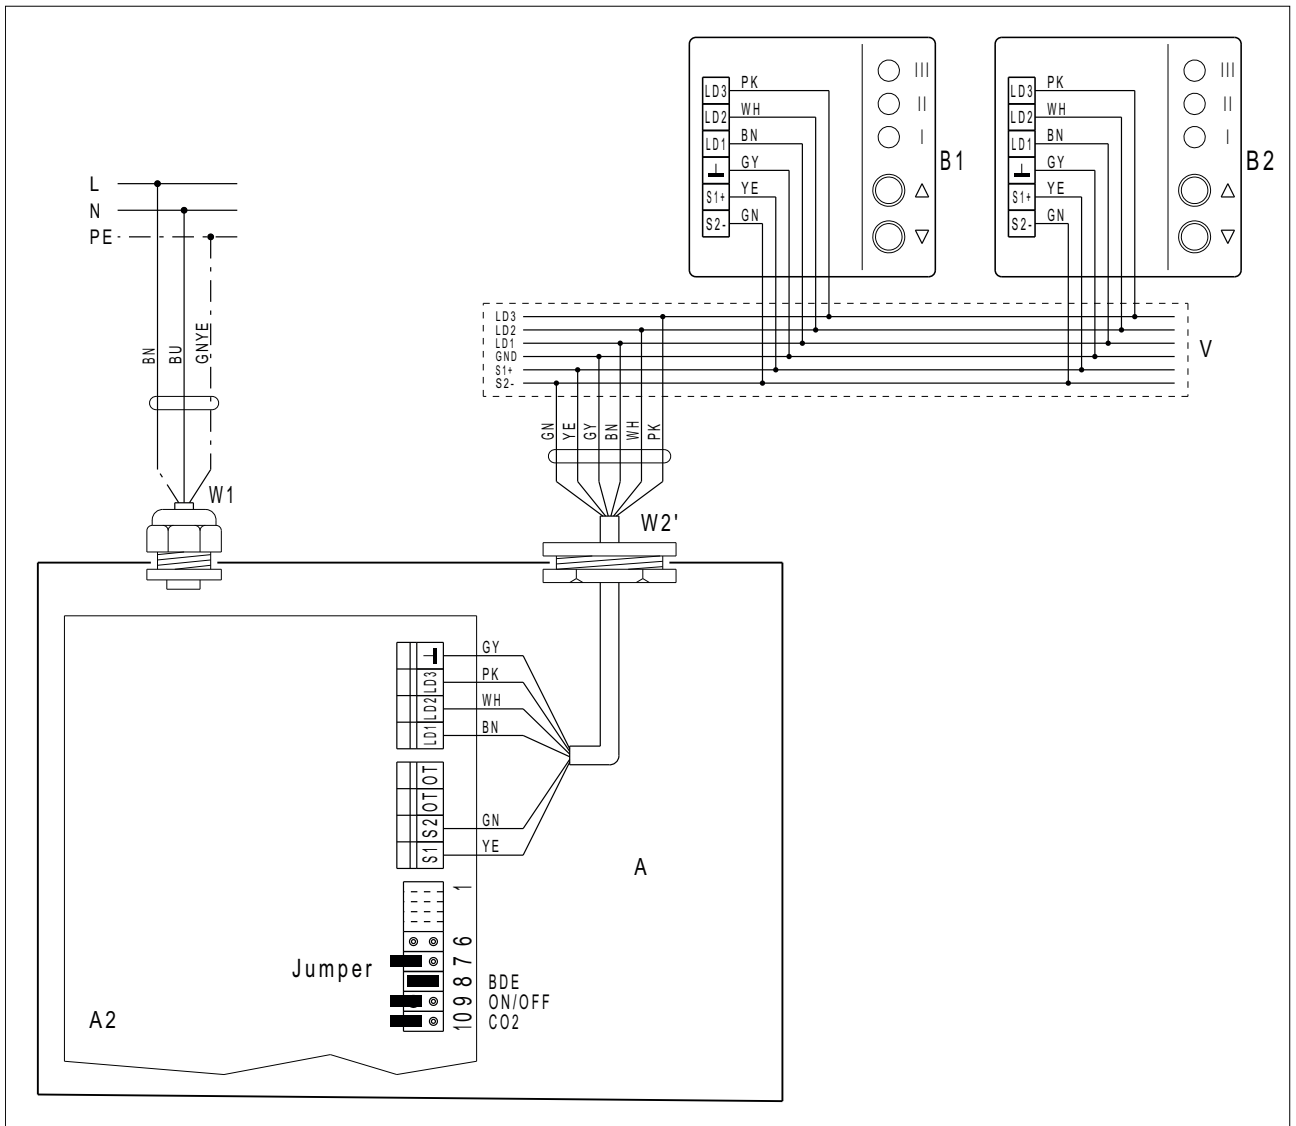 LD3 PK
LD2 WH
LD1 BN
GY
S1+ YE
S2- GN
III
II
I
B1
LD3 PK
LD2 WH
LD1 BN
GY
S1+ YE
S2- GN
III
II
I
B2
L
N
PE
BN
BU
GNYE
W1
LD3
LD2
LD1
GND
S1+
S2-
V
GN
YE
GY
BN
WH
PK
W2'
GY
LD3 PK
LD2 WH
LD1 BN
OT
OT
S2 GN
S1 YE
A
1
6
Jumper
7
8 BDE
9 ON/OFF
10 CO2
A2